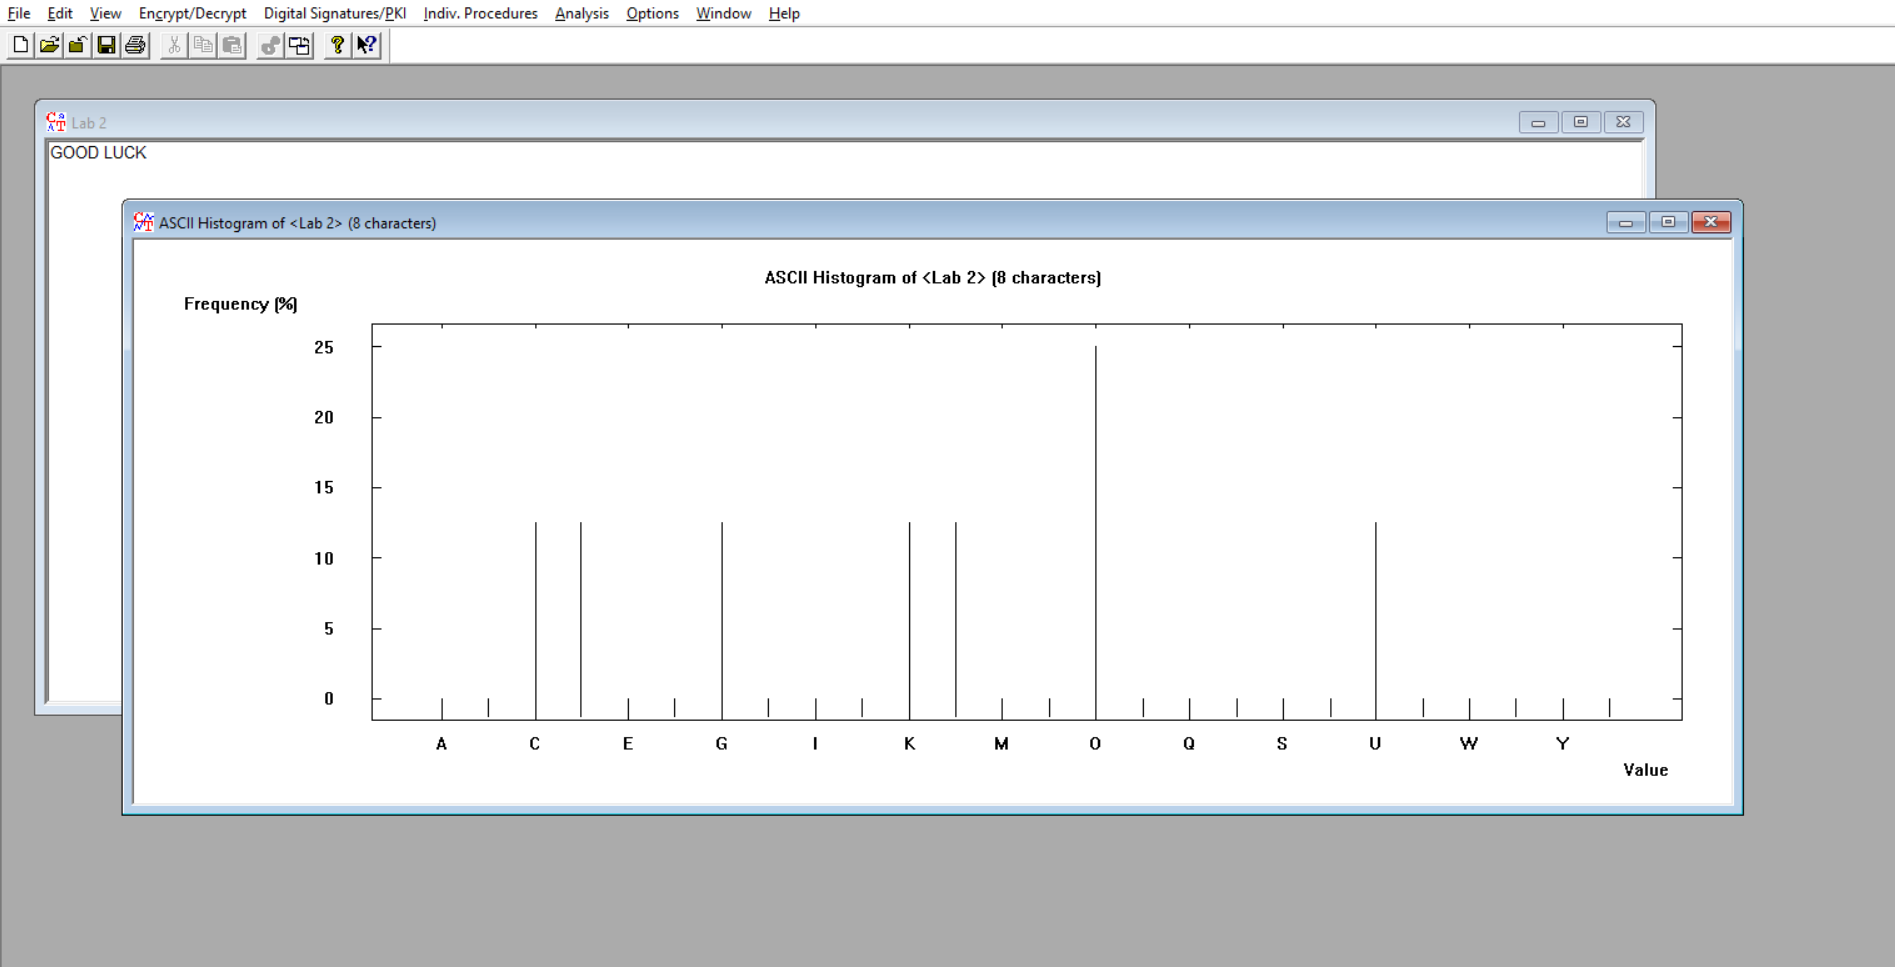 File Edit View Encrypt/Decrypt Digital Signatures/PKI Indiv. Procedures Analysis Options Window Help
Lab 2
GOOD LUCK
ASCII Histogram of <Lab 2> (8 characters)
ASCII Histogram of <Lab 2> (8 characters)
Frequency (%)
25
20
15
10
5
0
A C E G I K M O Q S U W Y
Value